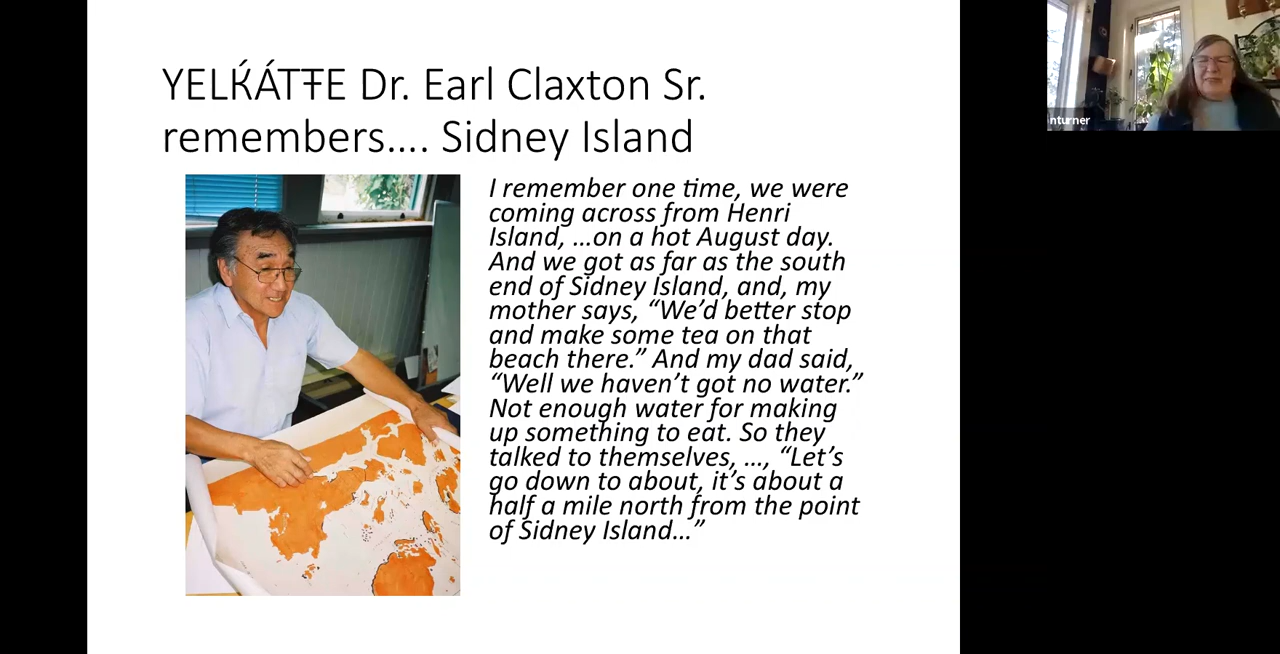 YELḰÁTŦE Dr. Earl Claxton Sr.
remembers.... Sidney Island
I remember one time, we were
coming across from Henri
Island, ...on a hot August day.
And we got as far as the south
end of Sidney Island, and, my
mother says, “We’d better stop
and make some tea on that
beach there.” And my dad said,
“Well we haven’t got no water.”
Not enough water for making
up something to eat. So they
talked to themselves, ..., “Let’s
go down to about, it’s about a
half a mile north from the point
of Sidney Island...”
nturner